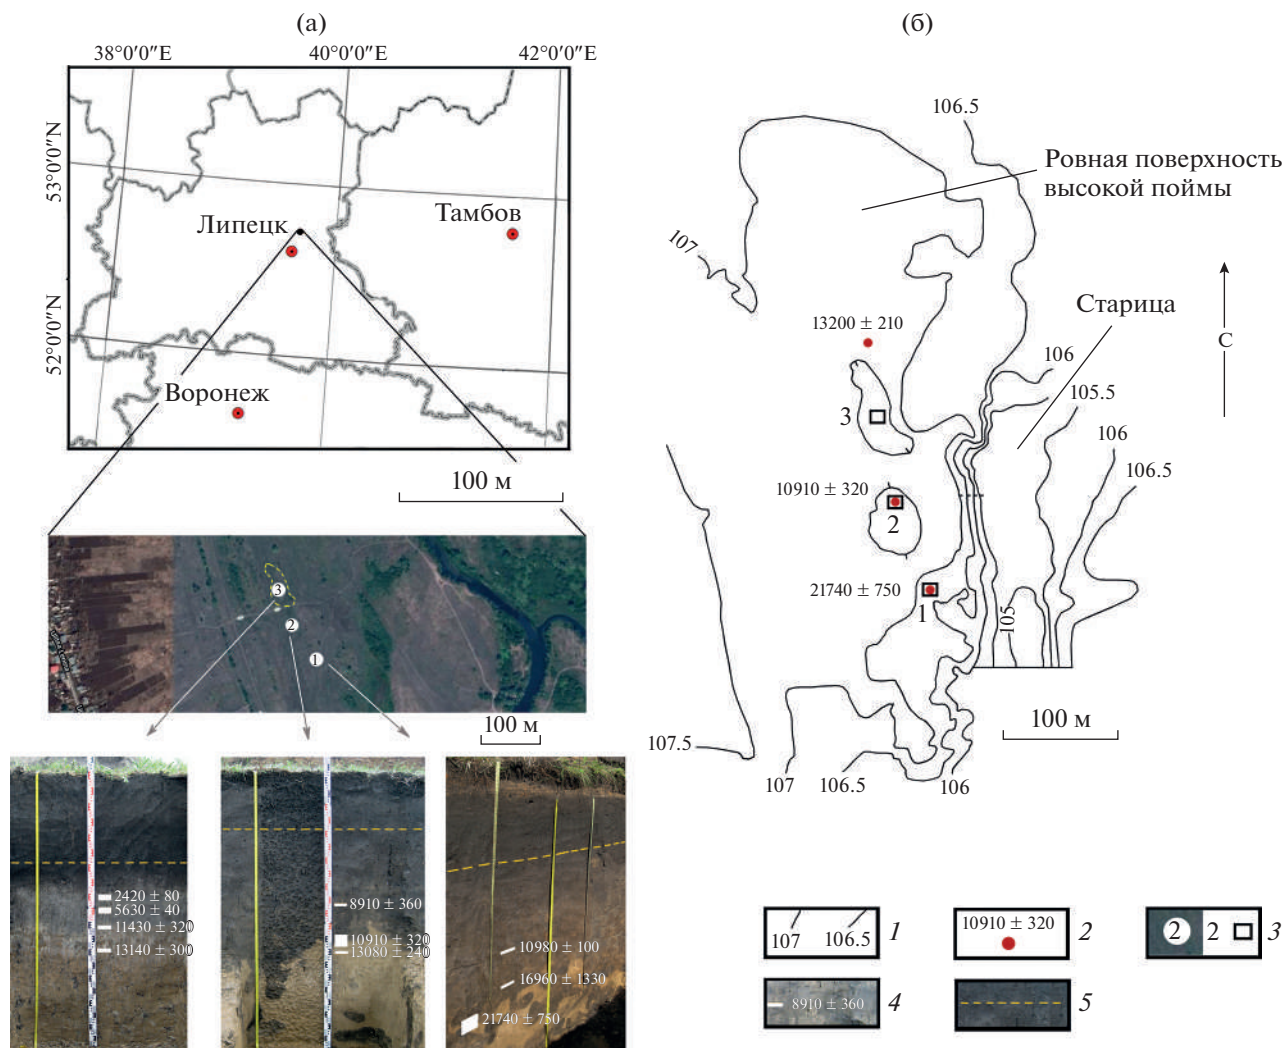 (а)
38°0′0″E
40°0′0″E
42°0′0″E
53°0′0″N
52°0′0″N
Липецк
Тамбов
Воронеж
100 м
3
2
1
100 м
2420 ± 80
5630 ± 40
11430 ± 320
13140 ± 300
8910 ± 360
10910 ± 320
13080 ± 240
10980 ± 100
16960 ± 1330
21740 ± 750
(б)
106.5
Ровная поверхность
высокой поймы
107
Старица
С
13200 ± 210
106
105.5
3
106
106.5
10910 ± 320
2
21740 ± 750
1
105
100 м
107.5
107
106.5
106
107
106.5
1
10910 ± 320
2
2
2
3
8910 ± 360
4
5